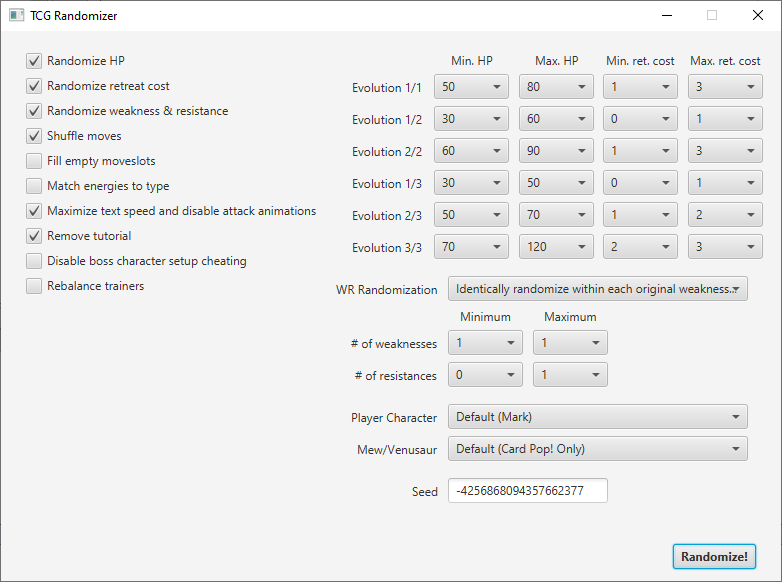 TCG Randomizer
Randomize HP
Randomize retreat cost
Randomize weakness & resistance
Shuffle moves
Fill empty moveslots
Match energies to type
Maximize text speed and disable attack animations
Remove tutorial
Disable boss character setup cheating
Rebalance trainers
Min. HP Max. HP Min. ret. cost Max. ret. cost
Evolution 1/1 50 80 1 3
Evolution 1/2 30 60 0 1
Evolution 2/2 60 90 1 3
Evolution 1/3 30 50 0 1
Evolution 2/3 50 70 1 2
Evolution 3/3 70 120 2 3
WR Randomization Identically randomize within each original weakness...
Minimum Maximum
# of weaknesses 1 1
# of resistances 0 1
Player Character Default (Mark)
Mew/Venusaur Default (Card Pop! Only)
Seed -4256868094357662377
Randomize!